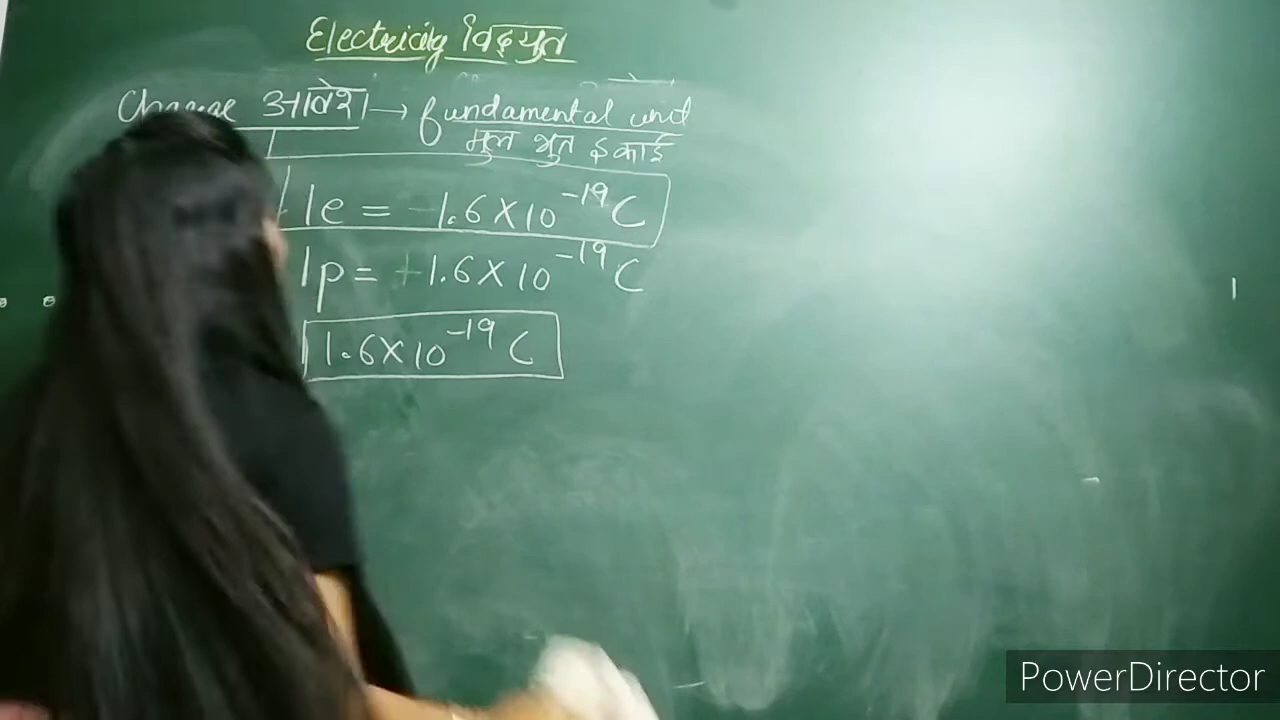 Electricity विद्युत
Charge आवेश → fundamental unit
मुल भुत इकाई
1e = -1.6×10⁻¹⁹C
1p = +1.6×10⁻¹⁹C
1.6×10⁻¹⁹ C
PowerDirector